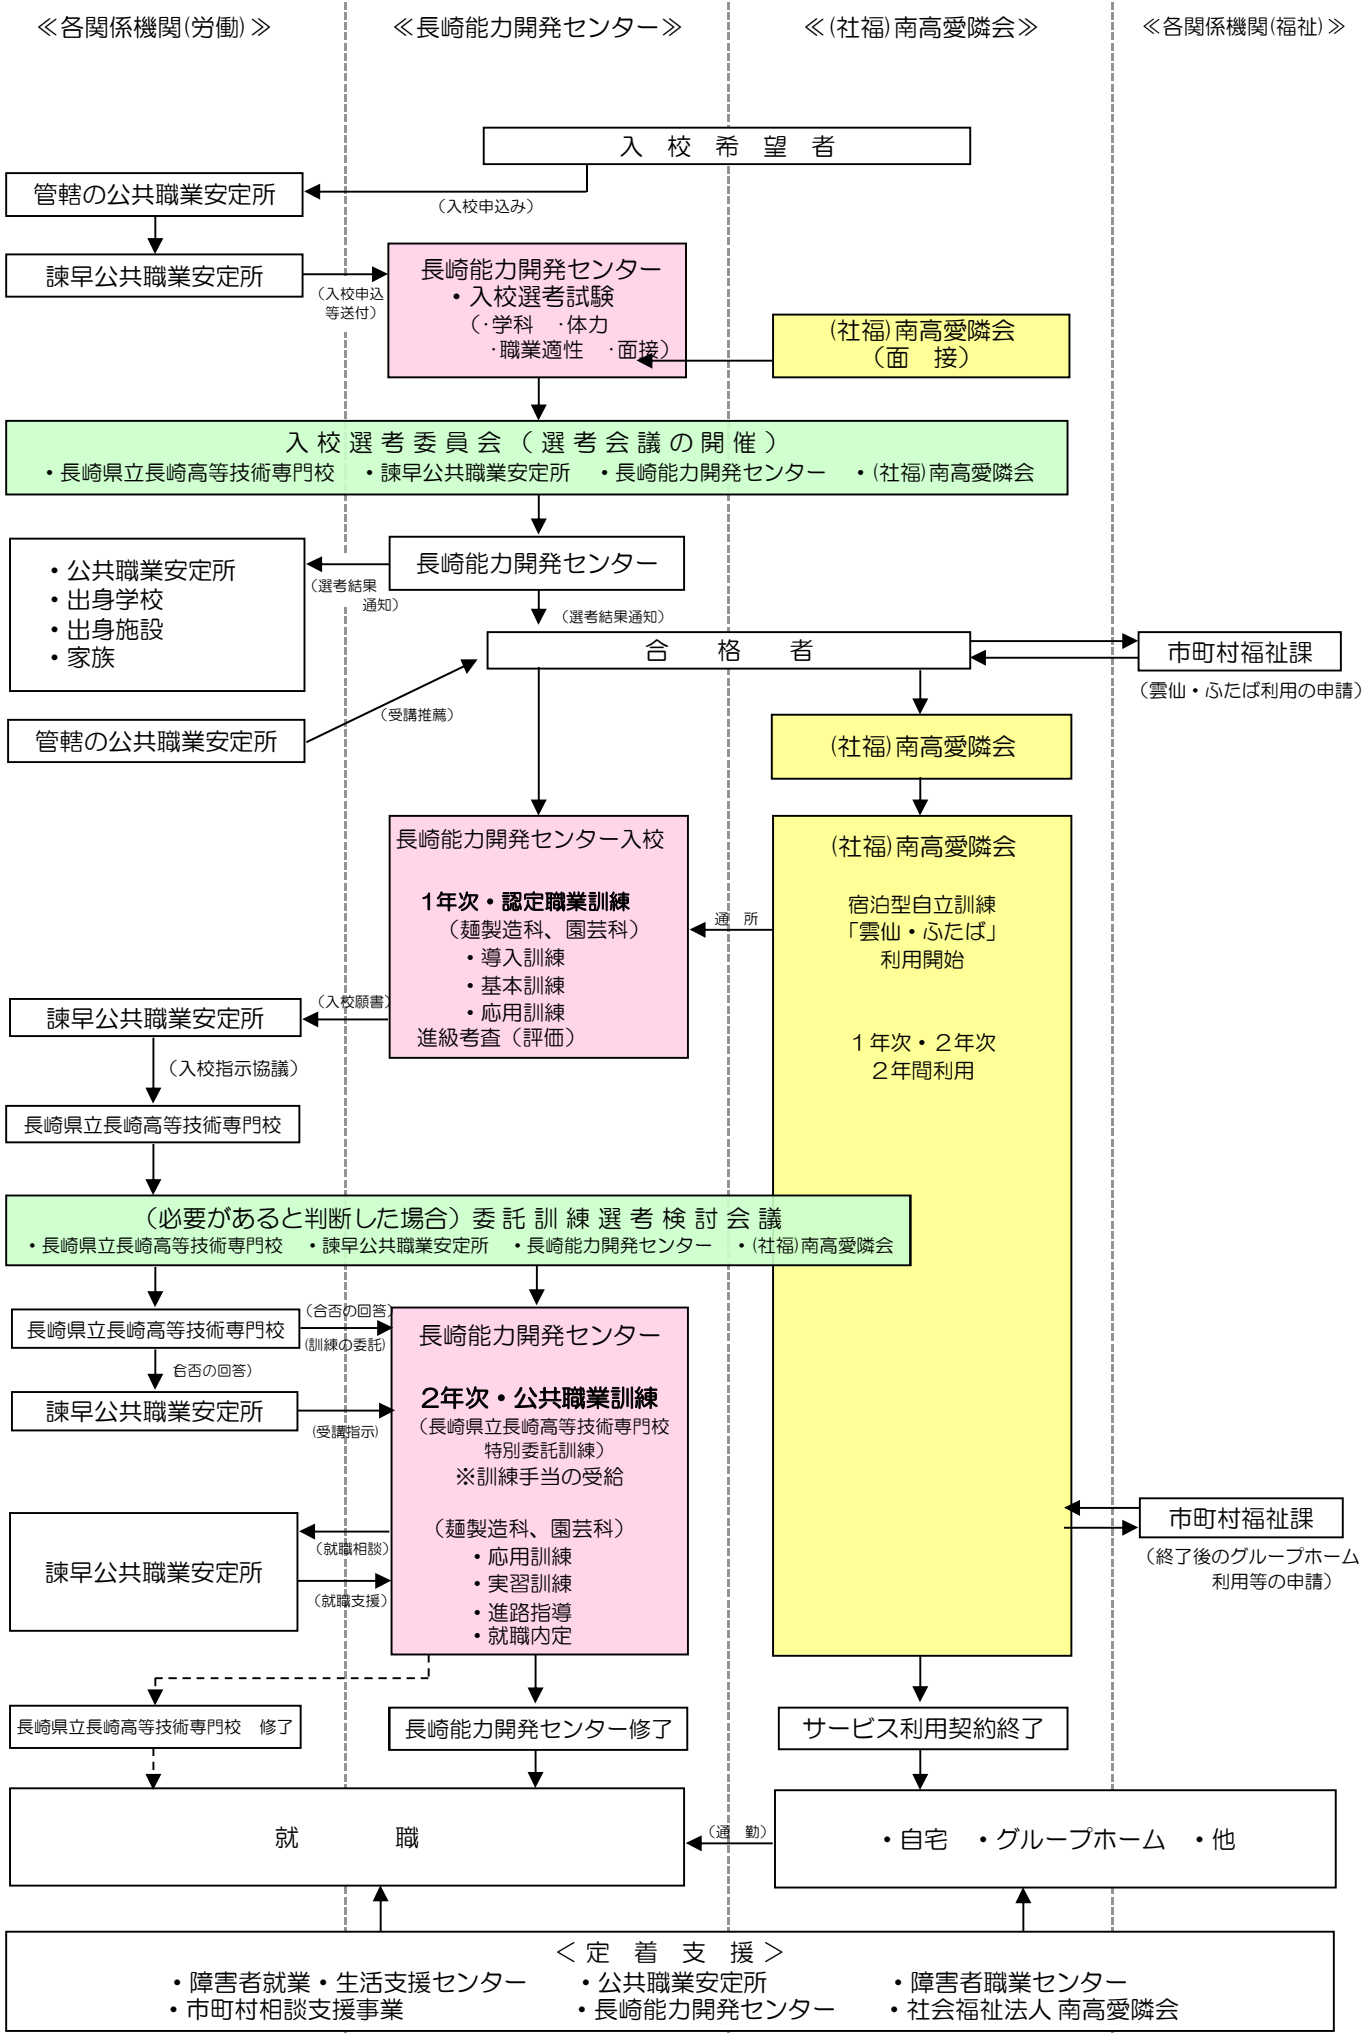 ≪各関係機関(労働)≫
≪長崎能力開発センター≫
≪(社福)南高愛隣会≫
≪各関係機関(福祉)≫
入　校　希　望　者
管轄の公共職業安定所
（入校申込み）
諫早公共職業安定所
（入校申込
等送付）
長崎能力開発センター
・入校選考試験
（・学科　・体力
・職業適性　・面接）
(社福)南高愛隣会
（面　接）
入校選考委員会（選考会議の開催）
・長崎県立長崎高等技術専門校　・諫早公共職業安定所　・長崎能力開発センター　・(社福)南高愛隣会
・公共職業安定所
・出身学校
・出身施設
・家族
（選考結果
通知）
長崎能力開発センター
（選考結果通知）
合　格　者
市町村福祉課
（雲仙・ふたば利用の申請）
管轄の公共職業安定所
（受講推薦）
(社福)南高愛隣会
長崎能力開発センター入校
1年次・認定職業訓練
（麺製造科、園芸科）
・導入訓練
・基本訓練
・応用訓練
進級考査（評価）
通　所
(社福)南高愛隣会
宿泊型自立訓練
「雲仙・ふたば」
利用開始
１年次・２年次
２年間利用
（入校願書）
諫早公共職業安定所
（入校指示協議）
長崎県立長崎高等技術専門校
（必要があると判断した場合）委託訓練選考検討会議
・長崎県立長崎高等技術専門校　・諫早公共職業安定所　・長崎能力開発センター　・(社福)南高愛隣会
長崎県立長崎高等技術専門校
（合否の回答）
(訓練の委託)
合否の回答）
諫早公共職業安定所
(受講指示)
長崎能力開発センター
2年次・公共職業訓練
（長崎県立長崎高等技術専門校
特別委託訓練）
※訓練手当の受給
（麺製造科、園芸科）
・応用訓練
・実習訓練
・進路指導
・就職内定
諫早公共職業安定所
（就職相談）
（就職支援）
市町村福祉課
（終了後のグループホーム
利用等の申請）
長崎県立長崎高等技術専門校　修了
長崎能力開発センター修了
サービス利用契約終了
就　　　　職
（通　勤）
・自宅　・グループホーム　・他
＜定　着　支　援＞
・障害者就業・生活支援センター　・公共職業安定所　・障害者職業センター
・市町村相談支援事業　・長崎能力開発センター　・社会福祉法人 南高愛隣会